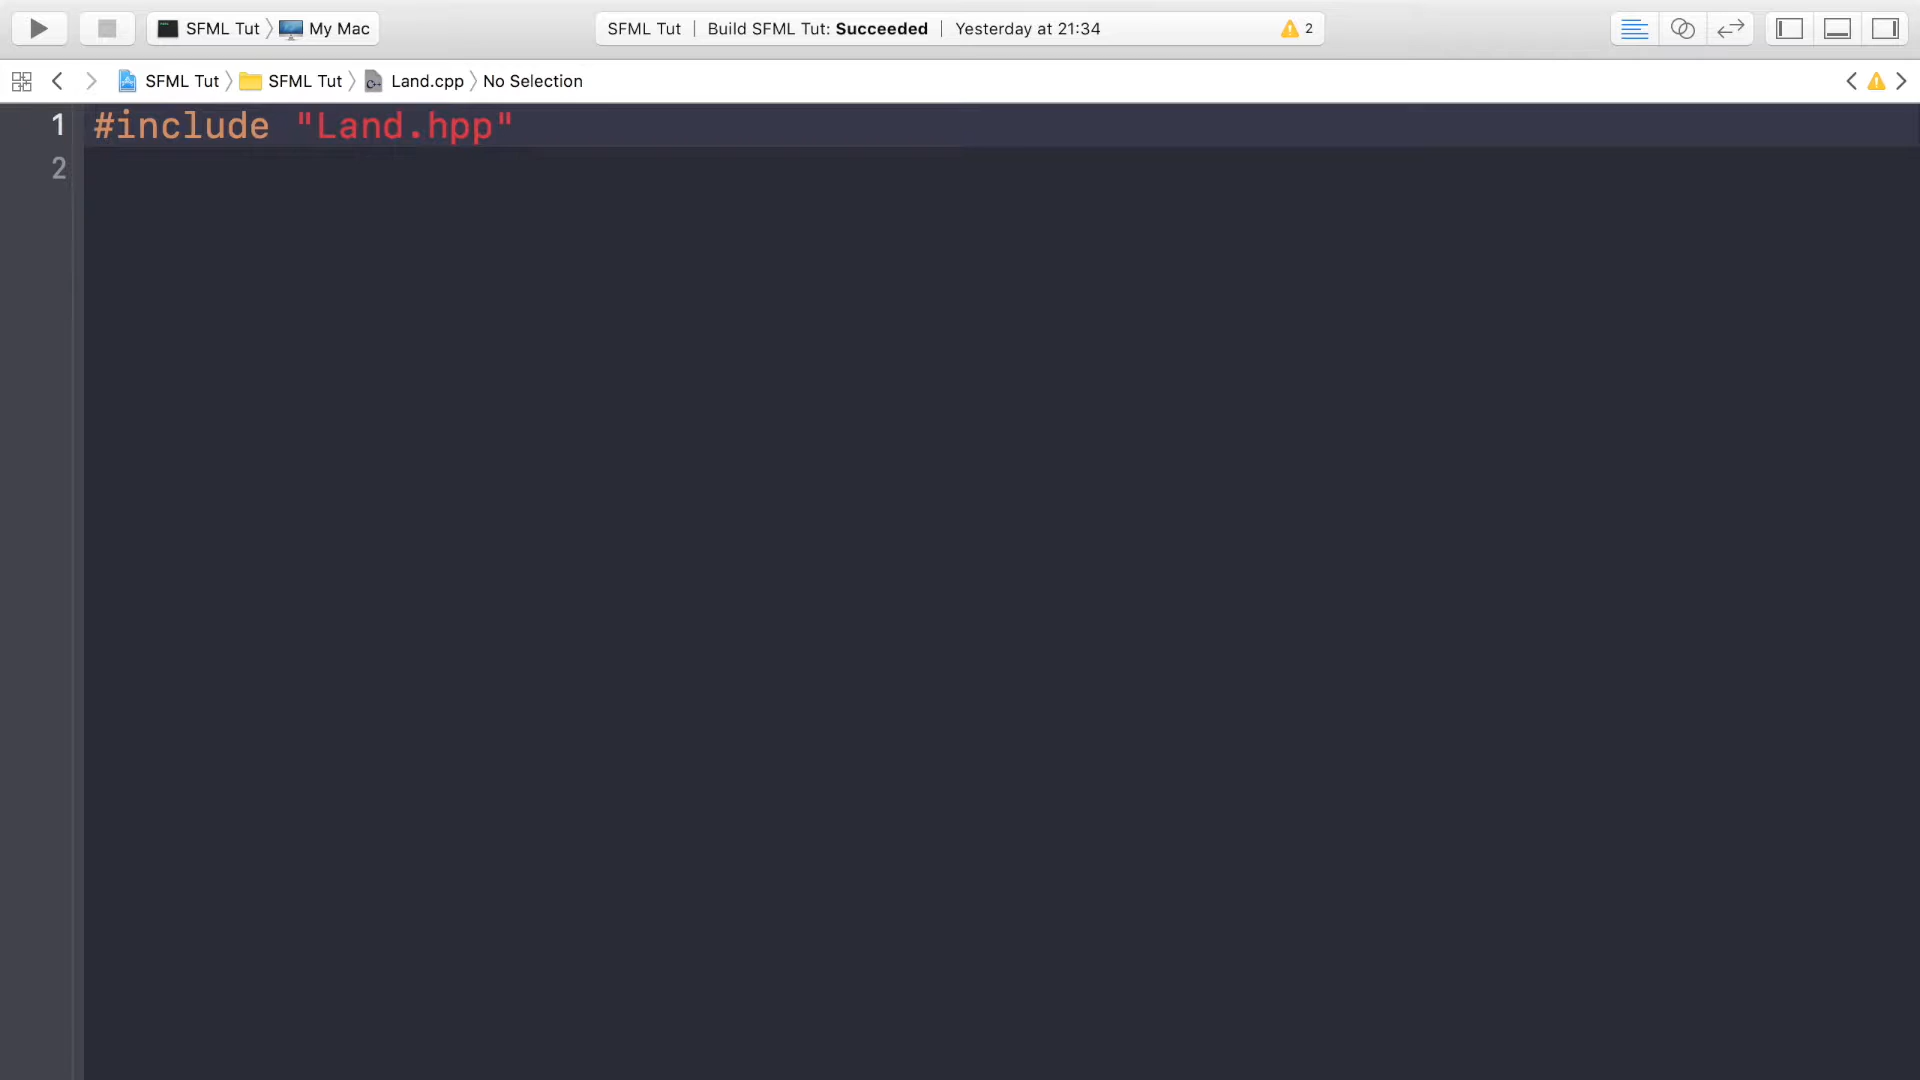 SFML Tut 〉 My Mac
SFML Tut | Build SFML Tut: Succeeded | Yesterday at 21:34
2
SFML Tut 〉 SFML Tut 〉 Land.cpp 〉 No Selection
1 #include "Land.hpp"
2